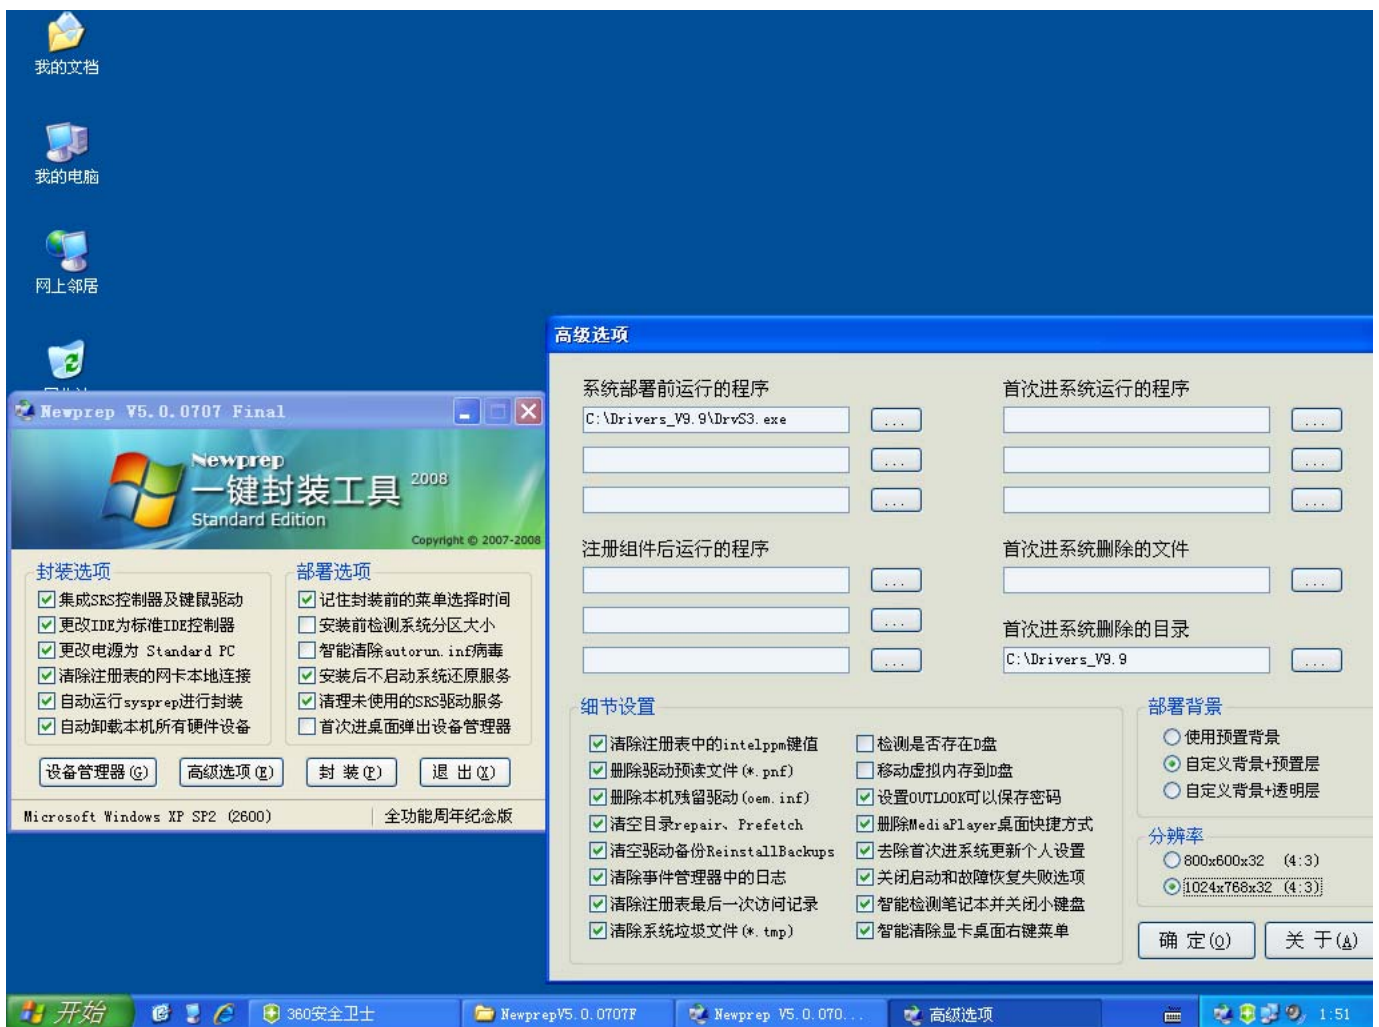 我的文档
我的电脑
网上邻居
Newprep V5.0.0707 Final
Newprep
一键封装工具 2008
Standard Edition
Copyright © 2007-2008
封装选项
集成SRS控制器及键鼠驱动
更改IDE为标准IDE控制器
更改电源为 Standard PC
清除注册表的网卡本地连接
自动运行sysprep进行封装
自动卸载本机所有硬件设备
部署选项
记住封装前的菜单选择时间
安装前检测系统分区大小
智能清除autorun.inf病毒
安装后不启动系统还原服务
清理未使用的SRS驱动服务
首次进桌面弹出设备管理器
设备管理器(G) 高级选项(E) 封 装(P) 退 出(X)
Microsoft Windows XP SP2 (2600) 全功能周年纪念版
高级选项
系统部署前运行的程序
C:\Drivers_V9.9\DrvS3.exe ...
...
...
首次进系统运行的程序
...
...
...
注册组件后运行的程序
...
...
...
首次进系统删除的文件
...
首次进系统删除的目录
C:\Drivers_V9.9 ...
细节设置
清除注册表中的intelppm键值
删除驱动预读文件(*.pnf)
删除本机残留驱动(oem.inf)
清空目录repair、Prefetch
清空驱动备份ReinstallBackups
清除事件管理器中的日志
清除注册表最后一次访问记录
清除系统垃圾文件(*.tmp)
检测是否存在D盘
移动虚拟内存到D盘
设置OUTLOOK可以保存密码
删除MediaPlayer桌面快捷方式
去除首次进系统更新个人设置
关闭启动和故障恢复失败选项
智能检测笔记本并关闭小键盘
智能清除显卡桌面右键菜单
部署背景
使用预置背景
自定义背景+预置层
自定义背景+透明层
分辨率
800x600x32 (4:3)
1024x768x32 (4:3)
确 定(O) 关 于(A)
开始 360安全卫士 NewprepV5.0.0707F Newprep V5.0.070... 高级选项 1:51